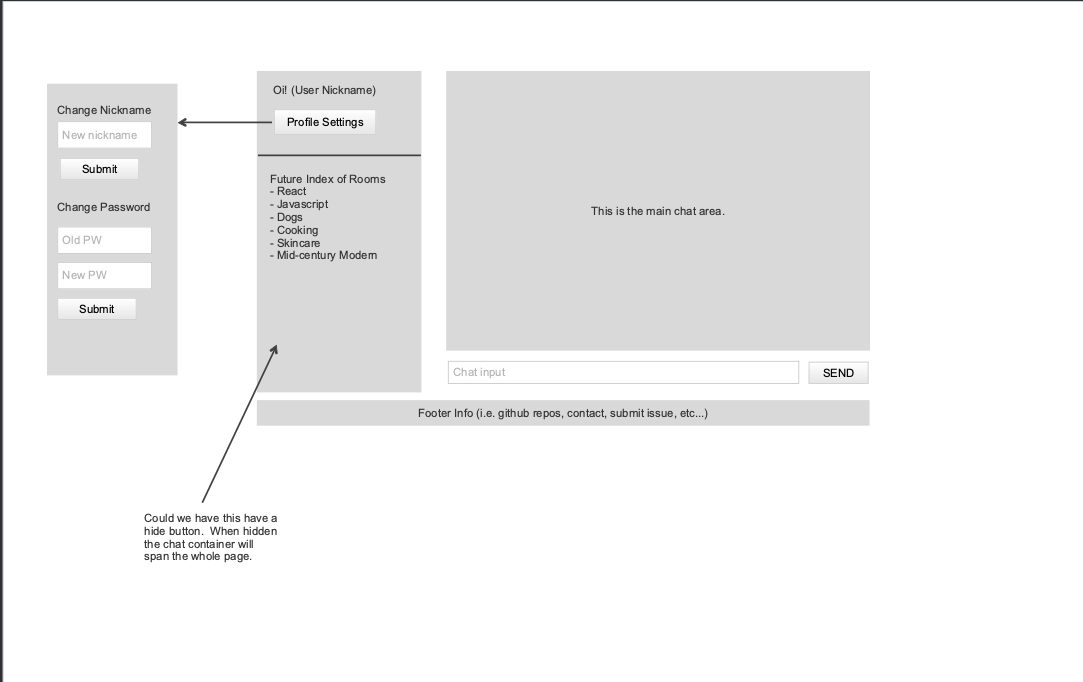 Change Nickname
New nickname
Submit
Change Password
Old PW
New PW
Submit
Oi! (User Nickname)
Profile Settings
Future Index of Rooms
- React
- Javascript
- Dogs
- Cooking
- Skincare
- Mid-century Modern
This is the main chat area.
Chat input
SEND
Footer Info (i.e. github repos, contact, submit issue, etc...)
Could we have this have a
hide button.  When hidden
the chat container will
span the whole page.